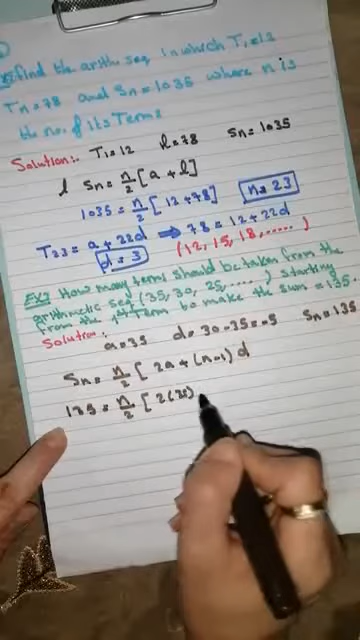 Ex: Find the arith seq in which T1=12
Tn=78 and Sn=1035 where n is
the no. of its Terms
Solution:- T1=12 l=78 Sn=1035
l Sn = n/2 [a + l]
1035 = n/2 [12+78] n=23
T23 = a+22d ⇒ 78 = 12+22d
d=3 (12, 15, 18, .....)
EX: How many terms should be taken from the
arithmetic seq (35, 30, 25, .....) starting
from the 1st term to make the sum = 135.
Solution: a=35 d=30-35=-5 Sn=135
Sn = n/2 [ 2a + (n-1) d
135 = n/2 [ 2(35)